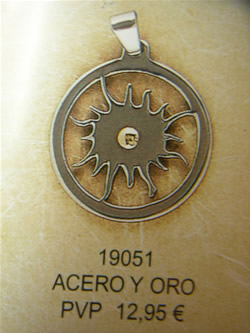 19051
ACERO Y ORO
PVP 12,95 €